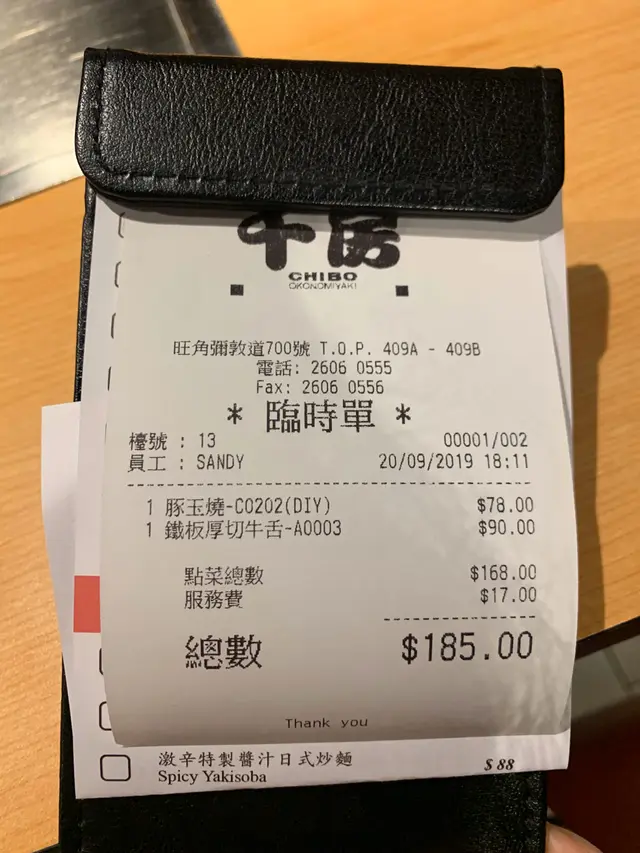 千房
CHIBO
OKONOMIYAKI
旺角彌敦道700號 T.O.P. 409A - 409B
電話: 2606 0555
Fax: 2606 0556
* 臨時單 *
檯號 : 13 00001/002
員工 : SANDY 20/09/2019 18:11
1 豚玉燒-C0202(DIY) $78.00
1 鐵板厚切牛舌-A0003 $90.00
點菜總數 $168.00
服務費 $17.00
總數 $185.00
Thank you
激辛特製醬汁日式炒麵 $ 88
Spicy Yakisoba